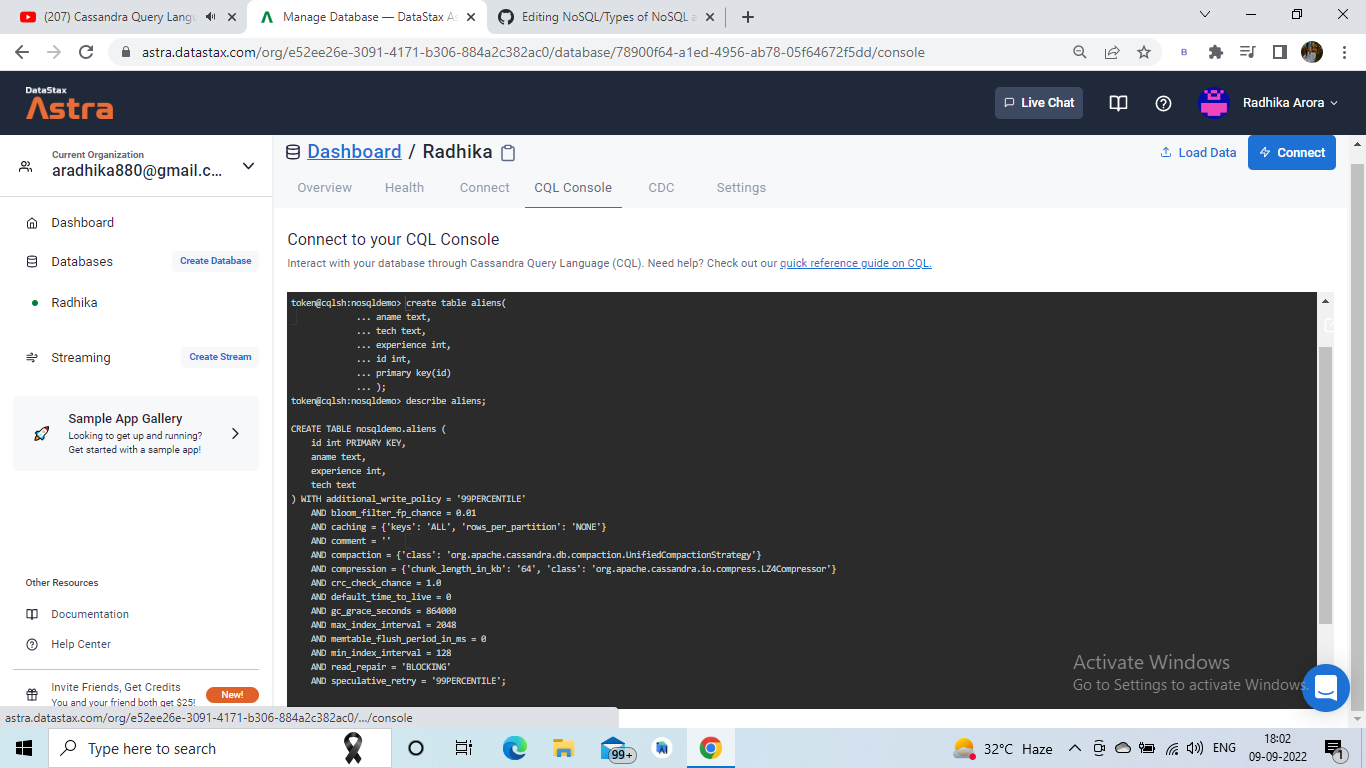 (207) Cassandra Query Langu
Manage Database — DataStax As
Editing NoSQL/Types of NoSQL a
astra.datastax.com/org/e52ee26e-3091-4171-b306-884a2c382ac0/database/78900f64-a1ed-4956-ab78-05f64672f5dd/console
B
DataStax
Astra
Live Chat
Radhika Arora
Current Organization
aradhika880@gmail.c...
Dashboard / Radhika
Load Data
Connect
Overview
Health
Connect
CQL Console
CDC
Settings
Dashboard
Databases
Create Database
Radhika
Streaming
Create Stream
Sample App Gallery
Looking to get up and running?
Get started with a sample app!
Other Resources
Documentation
Help Center
Invite Friends, Get Credits
You and your friend both get $25!
New!
Connect to your CQL Console
Interact with your database through Cassandra Query Language (CQL). Need help? Check out our quick reference guide on CQL.
token@cqlsh:nosqldemo> create table aliens(
... aname text,
... tech text,
... experience int,
... id int,
... primary key(id)
... );
token@cqlsh:nosqldemo> describe aliens;
CREATE TABLE nosqldemo.aliens (
id int PRIMARY KEY,
aname text,
experience int,
tech text
) WITH additional_write_policy = '99PERCENTILE'
AND bloom_filter_fp_chance = 0.01
AND caching = {'keys': 'ALL', 'rows_per_partition': 'NONE'}
AND comment = ''
AND compaction = {'class': 'org.apache.cassandra.db.compaction.UnifiedCompactionStrategy'}
AND compression = {'chunk_length_in_kb': '64', 'class': 'org.apache.cassandra.io.compress.LZ4Compressor'}
AND crc_check_chance = 1.0
AND default_time_to_live = 0
AND gc_grace_seconds = 864000
AND max_index_interval = 2048
AND memtable_flush_period_in_ms = 0
AND min_index_interval = 128
AND read_repair = 'BLOCKING'
AND speculative_retry = '99PERCENTILE';
Activate Windows
Go to Settings to activate Windows.
astra.datastax.com/org/e52ee26e-3091-4171-b306-884a2c382ac0/.../console
Type here to search
99+
32°C Haze
ENG
18:02
09-09-2022
1